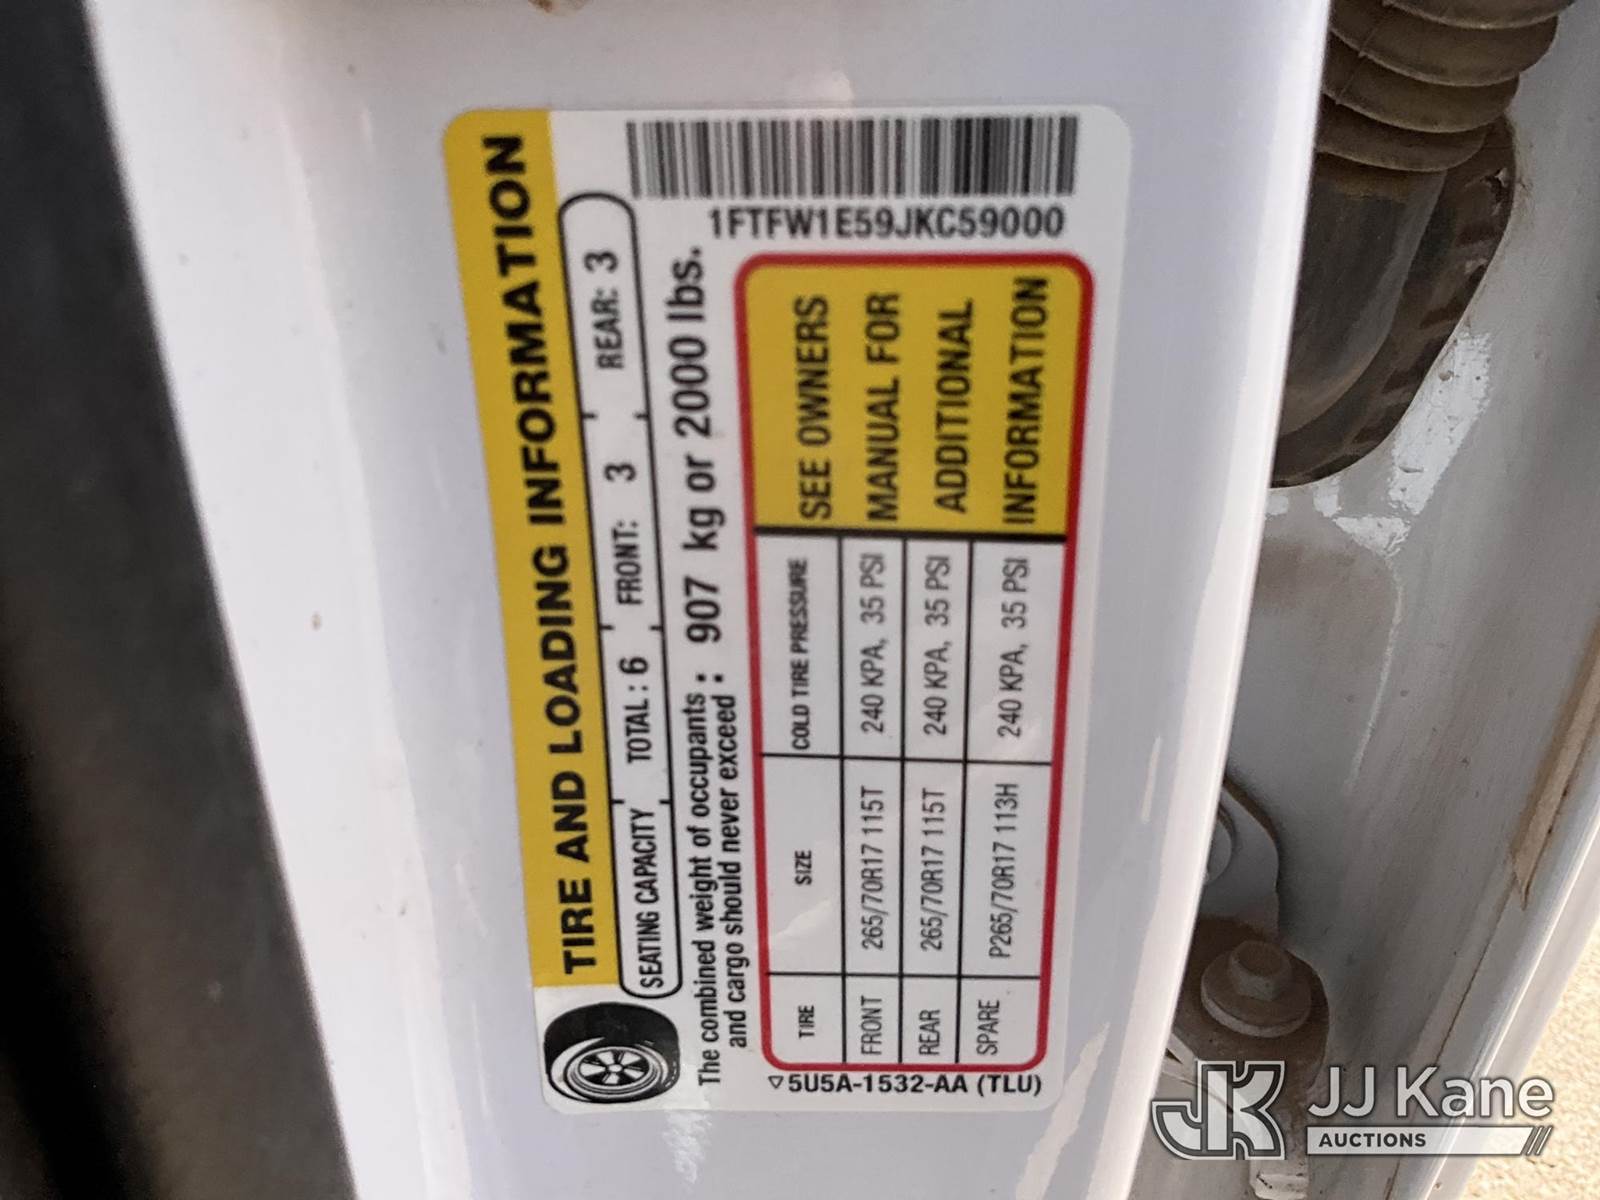 TIRE AND LOADING INFORMATION
SEATING CAPACITY TOTAL : 6 FRONT: 3 REAR: 3
The combined weight of occupants : 907 kg or 2000 lbs.
and cargo should never exceed :
1FTFW1E59JKC59000
TIRE SIZE COLD TIRE PRESSURE
FRONT 265/70R17 115T 240 KPA, 35 PSI
REAR 265/70R17 115T 240 KPA, 35 PSI
SPARE P265/70R17 113H 240 KPA, 35 PSI
SEE OWNERS
MANUAL FOR
ADDITIONAL
INFORMATION
5U5A-1532-AA (TLU)
JK JJ Kane
AUCTIONS